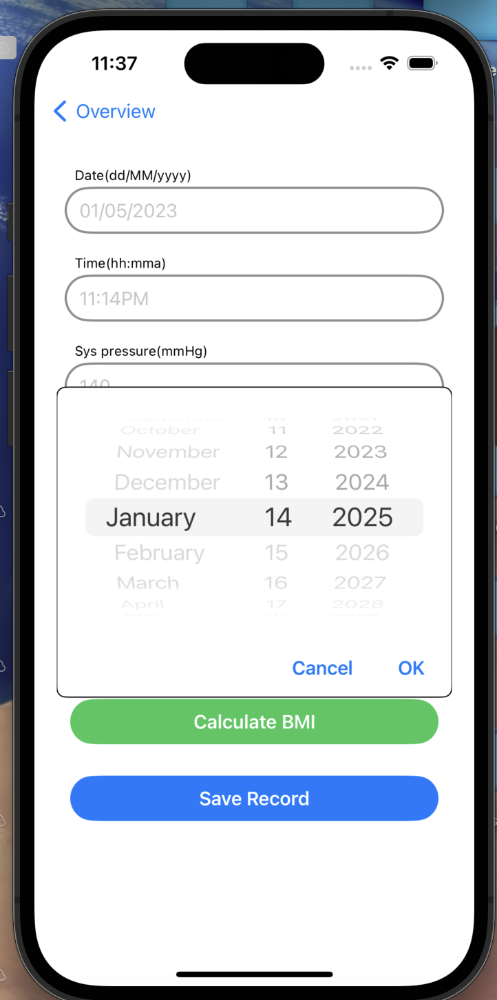 11:37
Overview
Date(dd/MM/yyyy)
01/05/2023
Time(hh:mma)
11:14PM
Sys pressure(mmHg)
140
October 11 2022
November 12 2023
December 13 2024
January 14 2025
February 15 2026
March 16 2027
April 17 2028
Cancel OK
Calculate BMI
Save Record